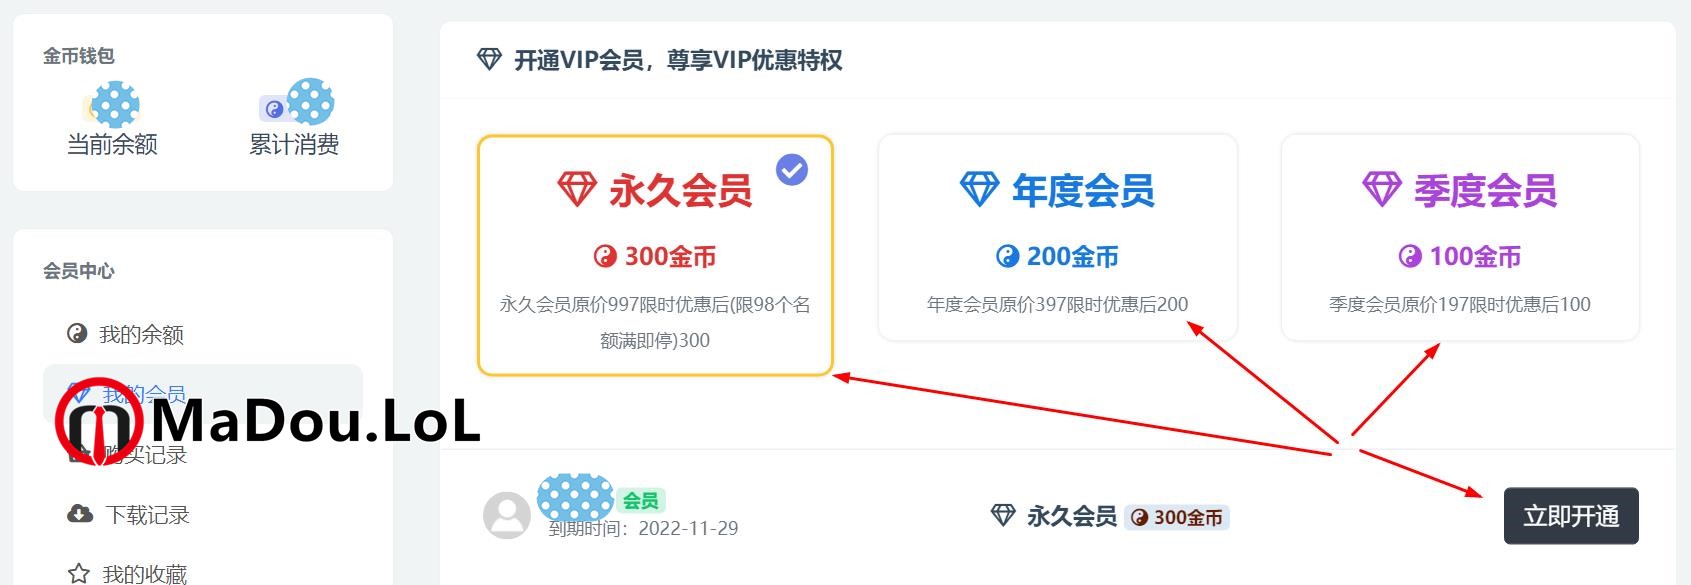 金币钱包
当前余额
累计消费
会员中心
我的余额
我的会员
MaDou.LoL
购买记录
下载记录
我的收藏
开通VIP会员，尊享VIP优惠特权
永久会员
300金币
永久会员原价997限时优惠后(限98个名
额满即停)300
年度会员
200金币
年度会员原价397限时优惠后200
季度会员
100金币
季度会员原价197限时优惠后100
会员
到期时间：2022-11-29
永久会员 300金币
立即开通